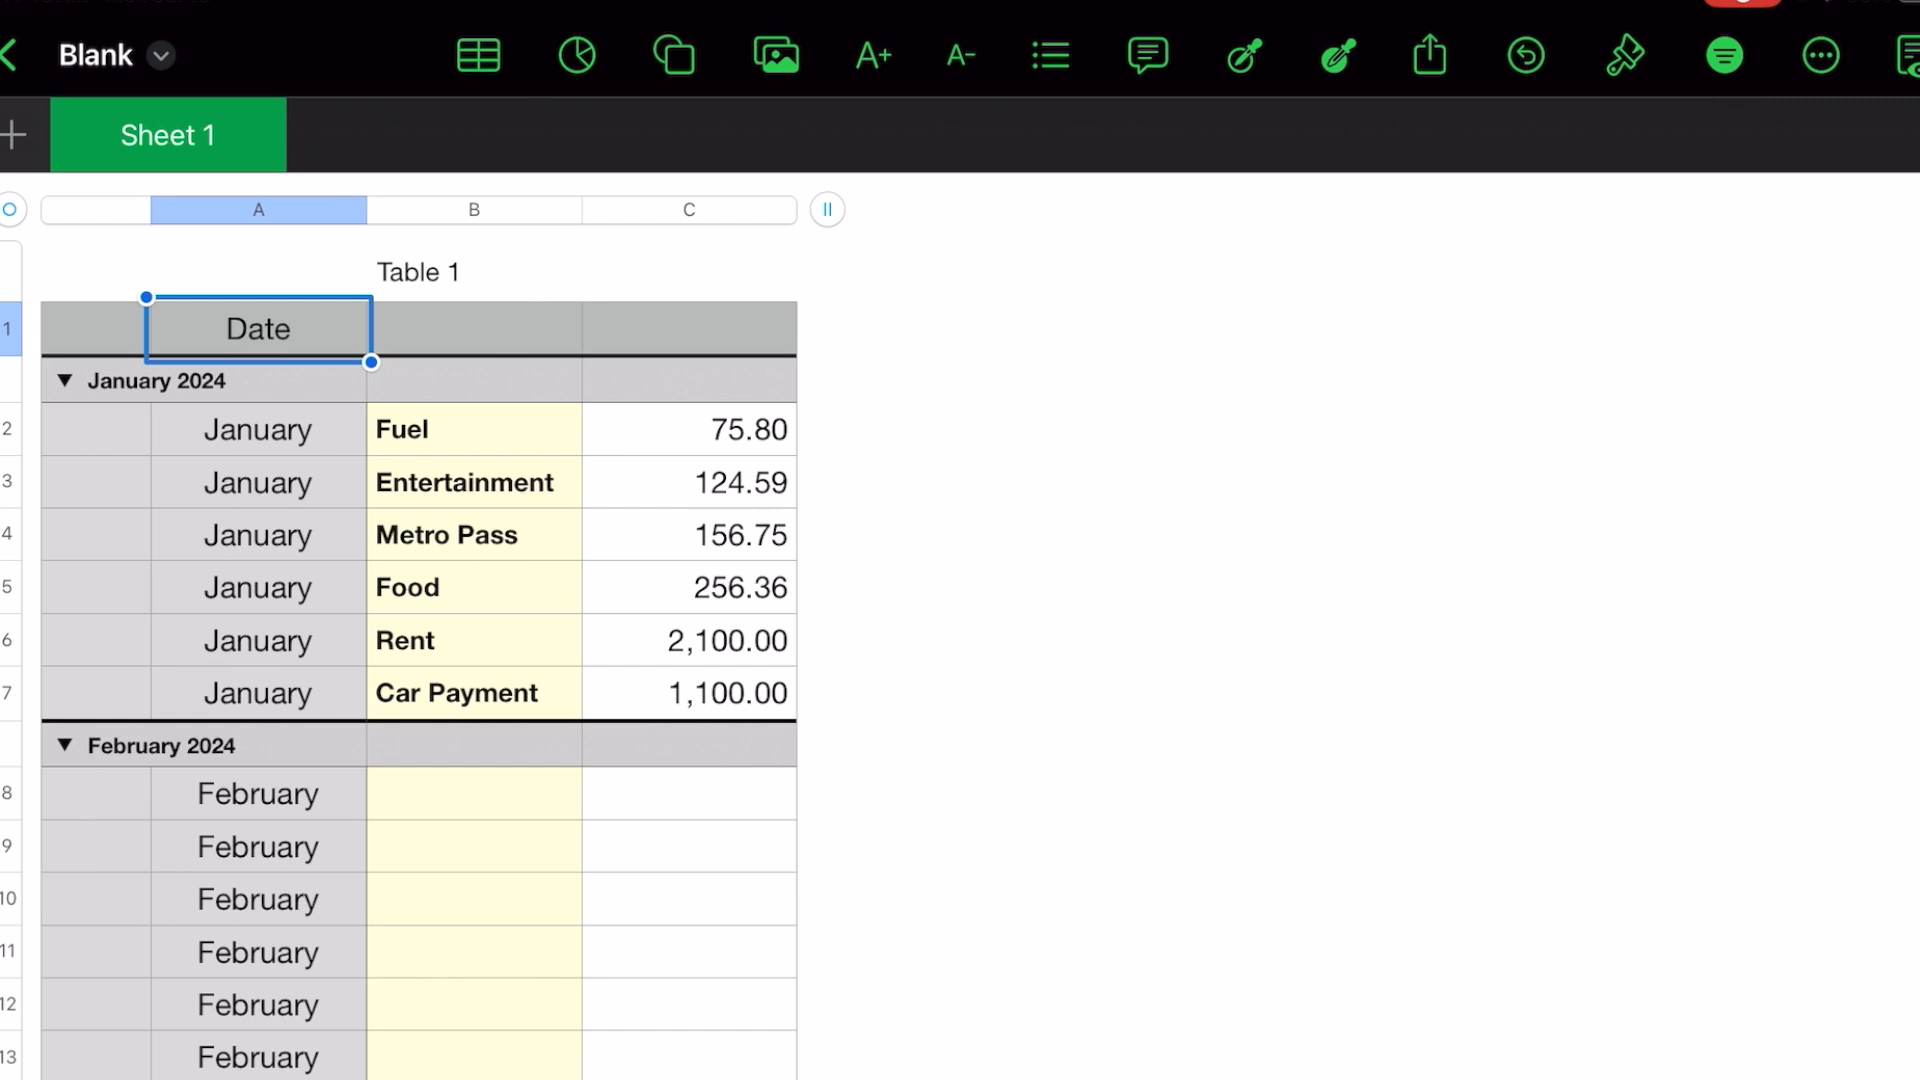 Blank
A+ A-
Sheet 1
A B C
Table 1
1 Date
January 2024
2 January Fuel 75.80
3 January Entertainment 124.59
4 January Metro Pass 156.75
5 January Food 256.36
6 January Rent 2,100.00
7 January Car Payment 1,100.00
February 2024
8 February
9 February
10 February
11 February
12 February
13 February